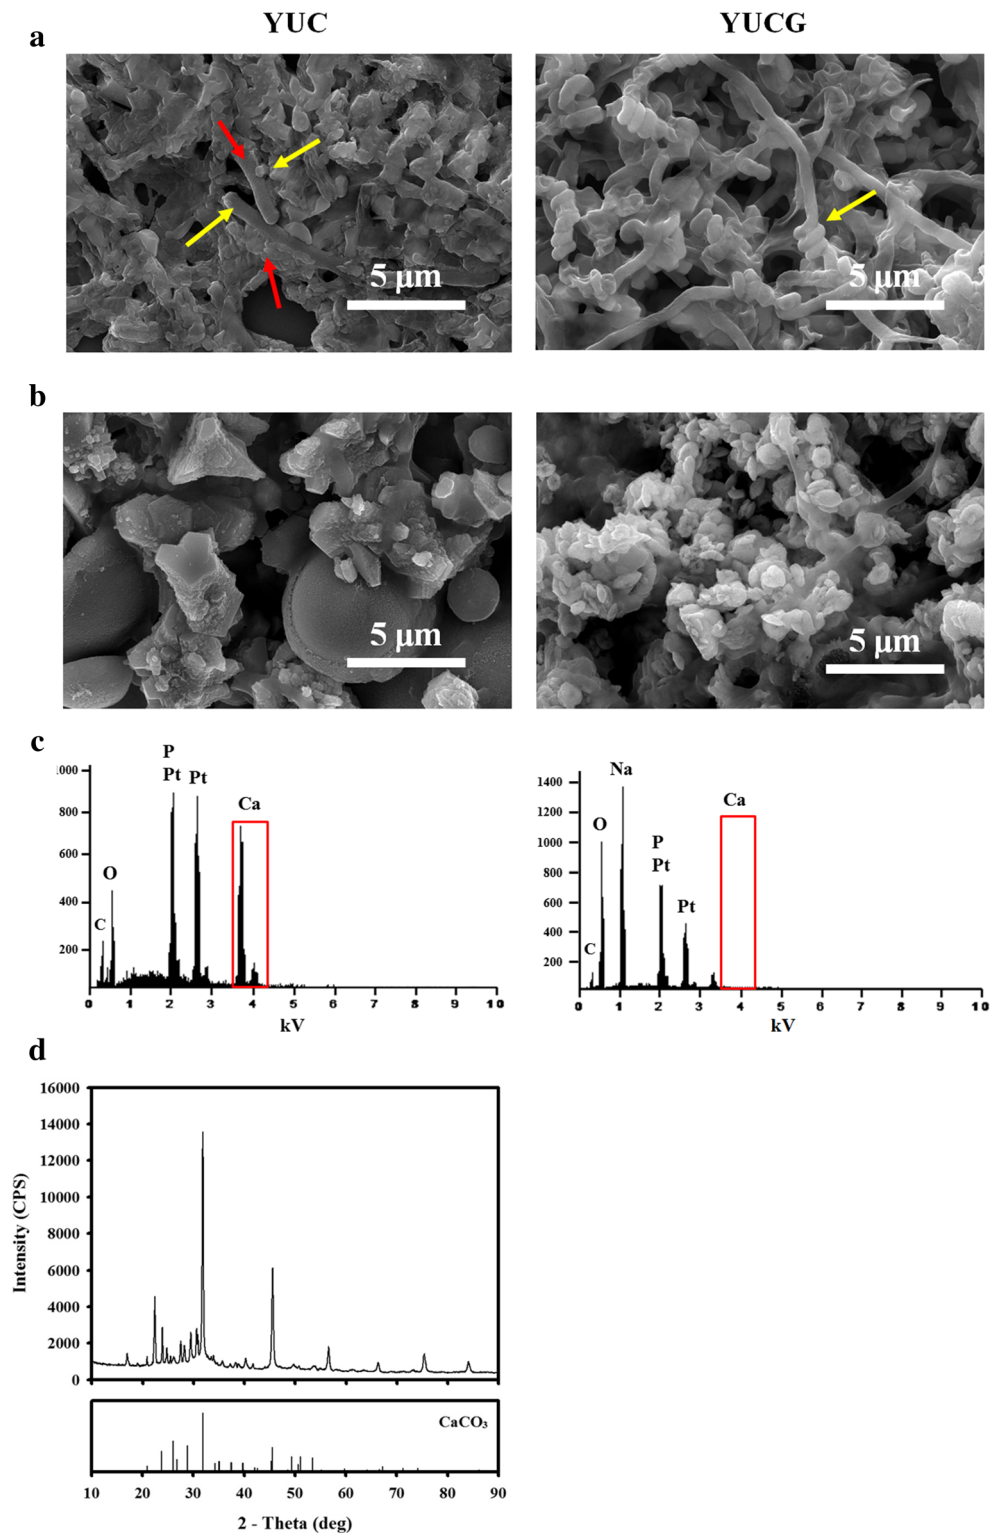 YUC YUCG
a
5 μm 5 μm
b
5 μm 5 μm
c
P
Pt Pt
Ca
O
C
1000
800
600
400
200
0 1 2 3 4 5 6 7 8 9 10
kV
Na
Ca
O
P
Pt
Pt
C
1400
1200
1000
800
600
400
200
0 1 2 3 4 5 6 7 8 9 10
kV
d
16000
14000
12000
10000
8000
6000
4000
2000
0
Intensity (CPS)
CaCO₃
10 20 30 40 50 60 70 80 90
2 - Theta (deg)